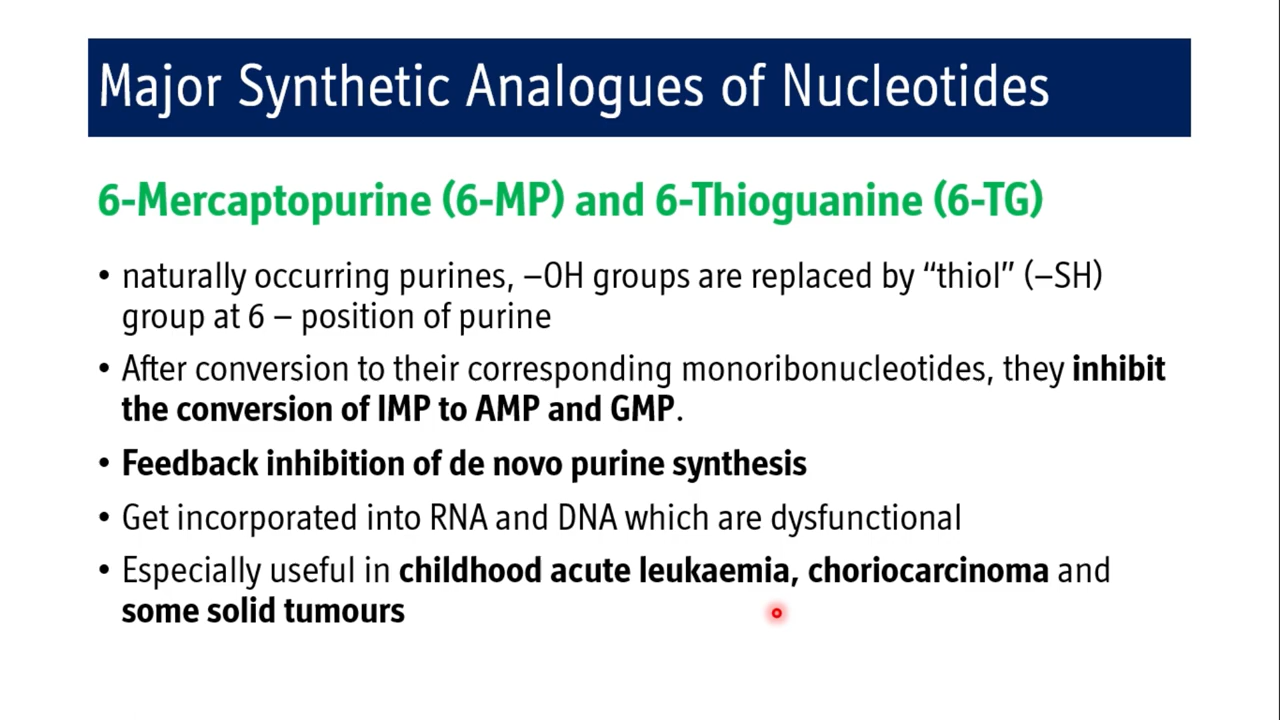 Major Synthetic Analogues of Nucleotides
6-Mercaptopurine (6-MP) and 6-Thioguanine (6-TG)
• naturally occurring purines, –OH groups are replaced by “thiol” (–SH)
group at 6 – position of purine
• After conversion to their corresponding monoribonucleotides, they inhibit
the conversion of IMP to AMP and GMP.
• Feedback inhibition of de novo purine synthesis
• Get incorporated into RNA and DNA which are dysfunctional
• Especially useful in childhood acute leukaemia, choriocarcinoma and
some solid tumours